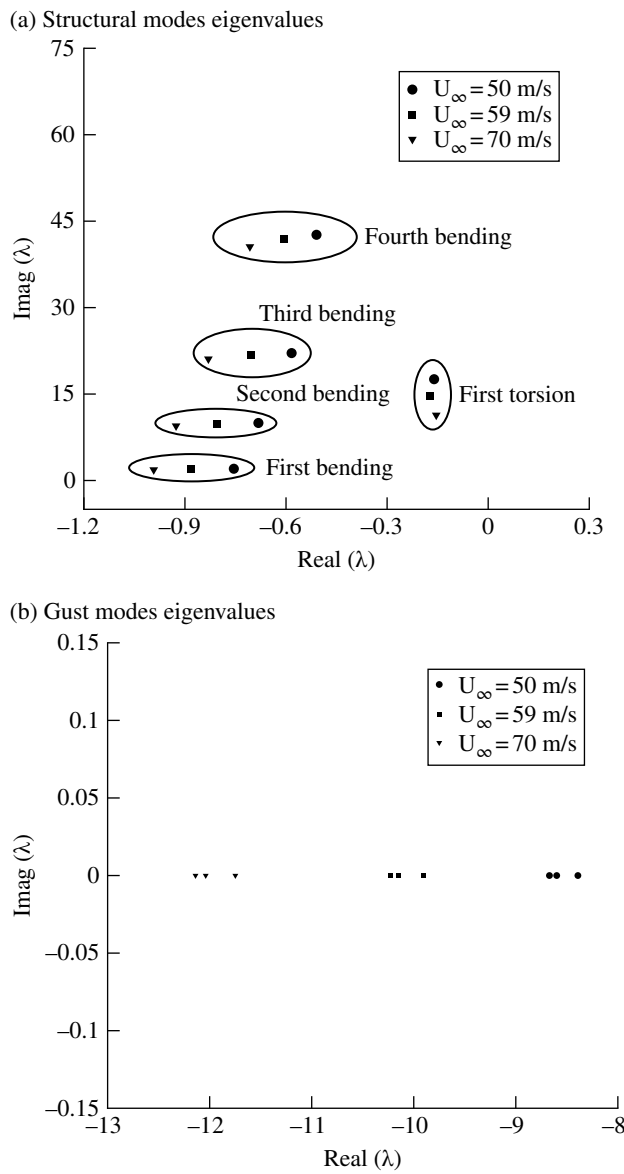 (a) Structural modes eigenvalues
75
60
45
30
15
0
Imag (λ)
U∞ = 50 m/s
U∞ = 59 m/s
U∞ = 70 m/s
Fourth bending
Third bending
Second bending
First torsion
First bending
–1.2 –0.9 –0.6 –0.3 0 0.3
Real (λ)
(b) Gust modes eigenvalues
0.15
0.1
0.05
0
–0.05
–0.1
–0.15
Imag (λ)
U∞ = 50 m/s
U∞ = 59 m/s
U∞ = 70 m/s
–13 –12 –11 –10 –9 –8
Real (λ)